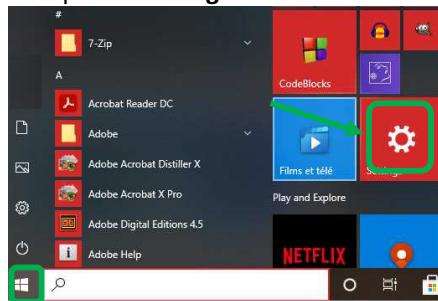 #
7-Zip
A
Acrobat Reader DC
Adobe
Adobe Acrobat Distiller X
Adobe Acrobat X Pro
Adobe Digital Editions 4.5
Adobe Help
CodeBlocks
Films et télé
Play and Explore
NETFLIX